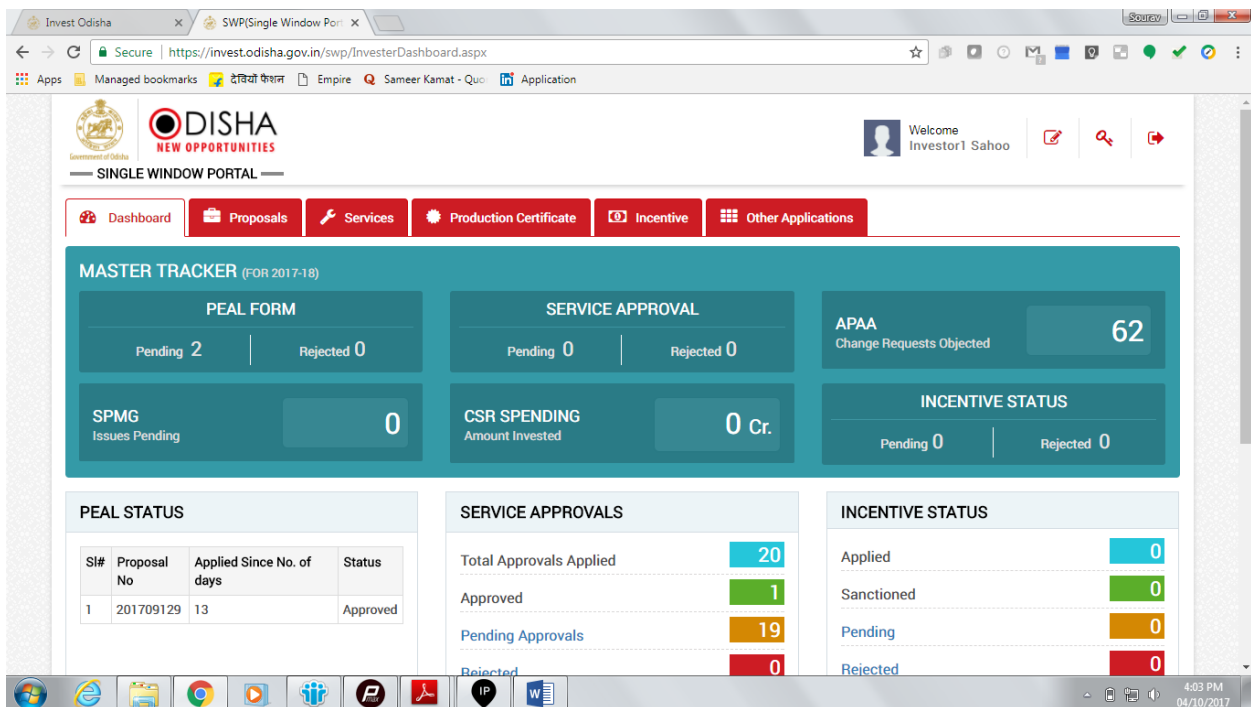 Invest Odisha
SWP(Single Window Port
Sourav
Secure | https://invest.odisha.gov.in/swp/InvesterDashboard.aspx
Apps Managed bookmarks देवियों फैशन Empire Sameer Kamat - Quo Application
Government of Odisha
ODISHA
NEW OPPORTUNITIES
SINGLE WINDOW PORTAL
Welcome
Investor1 Sahoo
Dashboard Proposals Services Production Certificate Incentive Other Applications
MASTER TRACKER (FOR 2017-18)
PEAL FORM
Pending 2 Rejected 0
SERVICE APPROVAL
Pending 0 Rejected 0
APAA
Change Requests Objected
62
SPMG
Issues Pending
0
CSR SPENDING
Amount Invested
0 Cr.
INCENTIVE STATUS
Pending 0 Rejected 0
PEAL STATUS
Sl# Proposal No Applied Since No. of days Status
1 201709129 13 Approved
SERVICE APPROVALS
Total Approvals Applied 20
Approved 1
Pending Approvals 19
Rejected 0
INCENTIVE STATUS
Applied 0
Sanctioned 0
Pending 0
Rejected 0
IP
4:03 PM
04/10/2017